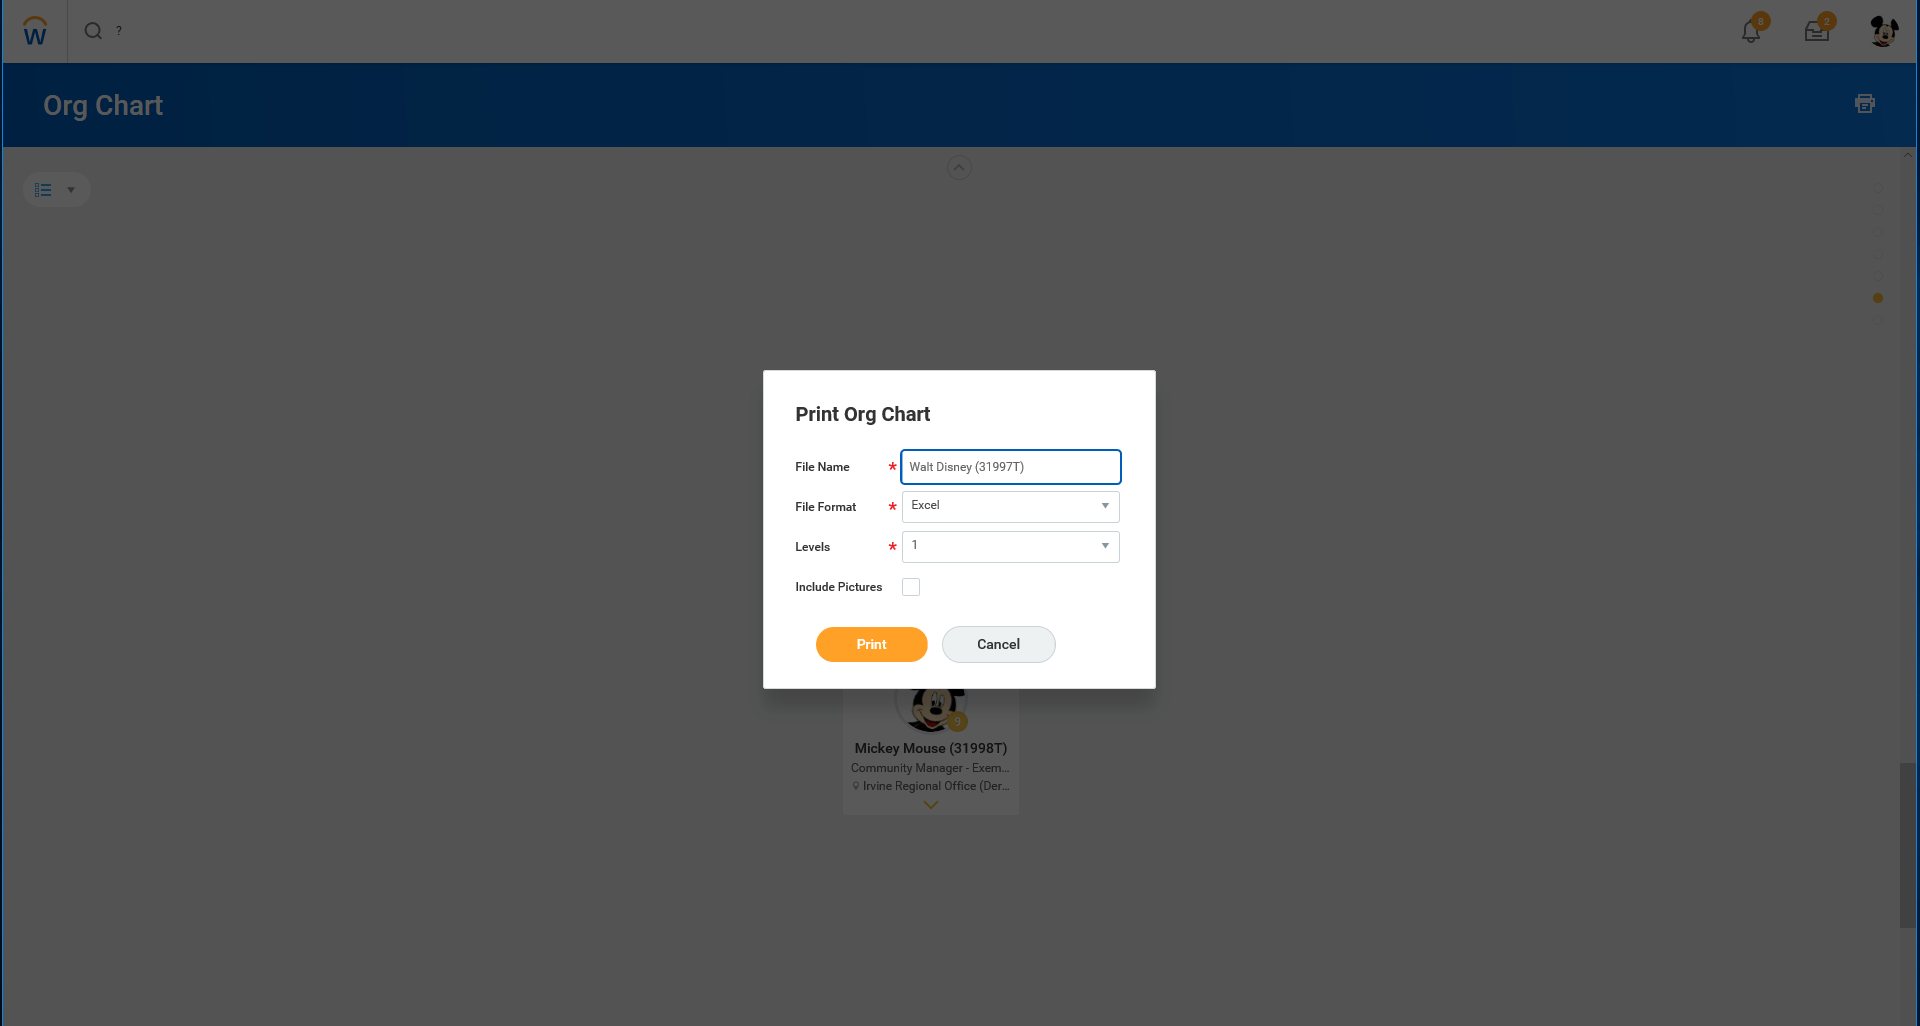 W
?
8
2
Org Chart
Print Org Chart
File Name * Walt Disney (31997T)
File Format * Excel
Levels * 1
Include Pictures
Print Cancel
9
Mickey Mouse (31998T)
Community Manager - Exem...
Irvine Regional Office (Der...